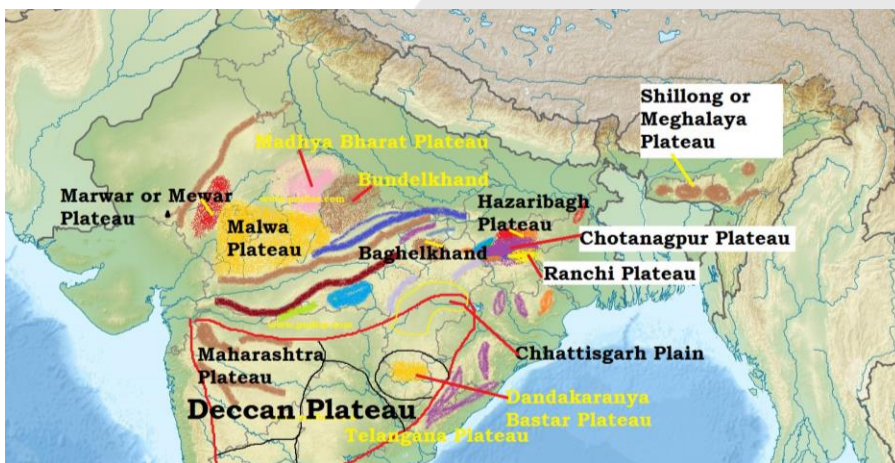 Shillong or
Meghalaya
Plateau
Madhya Bharat Plateau
Bundelkhand
Marwar or Mewar
Plateau
Malwa
Plateau
Hazaribagh
Plateau
Baghelkhand
Chotanagpur Plateau
Ranchi Plateau
Maharashtra
Plateau
Chhattisgarh Plain
Deccan Plateau
Dandakaranya
Bastar Plateau
Telangana Plateau